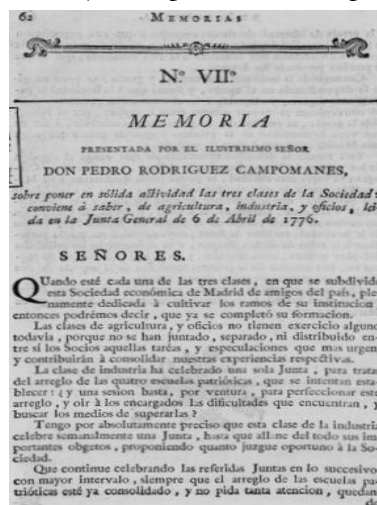 62 MEMORIAS
Nº VIIº
MEMORIA
PRESENTADA POR EL ILUSTRISIMO SEÑOR
DON PEDRO RODRIGUEZ CAMPOMANES,
sobre poner en sólida actividad las tres clases de la Sociedad:
conviene á saber, de agricultura, industria, y oficios, lei-
da en la Junta General de 6 de Abril de 1776.
SEÑORES.
QUando esté cada una de las tres clases, en que se subdivide
esta Sociedad económica de Madrid de amigos del país, ple-
namente dedicada à cultivar los ramos de su institucion
entonces podrémos decir, que ya se completó su formacion.
Las clases de agricultura, y oficios no tienen exercicio alguno
todavia, porque no se han juntado, separado, ni distribuido en-
tre sí los Socios aquellas taréas, y especulaciones que mas urgen
y contribuirán à consolidar nuestras experiencias respectivas.
La clase de industria ha celebrado una sola Junta, para tratar
del arreglo de las quatro escuelas patrióticas, que se intentan esta-
blecer: ¿y una sesion basta, por ventura, para perfeccionar este
arreglo, y oir à los encargados las dificultades que encuentran, y
buscar los medios de superarlas?
Tengo por absolutamente preciso que esta clase de la industria
celebre semanalmente una Junta, hasta que allane del todo sus im-
portantes obgetos, proponiendo quanto juzgue oportuno à la So-
ciedad.
Que continue celebrando las referidas Juntas en lo succesivo
con mayor intervalo, siempre que el arreglo de las escuelas pa-
trióticas esté ya consolidado, y no pida tanta atencion, quedan-
do